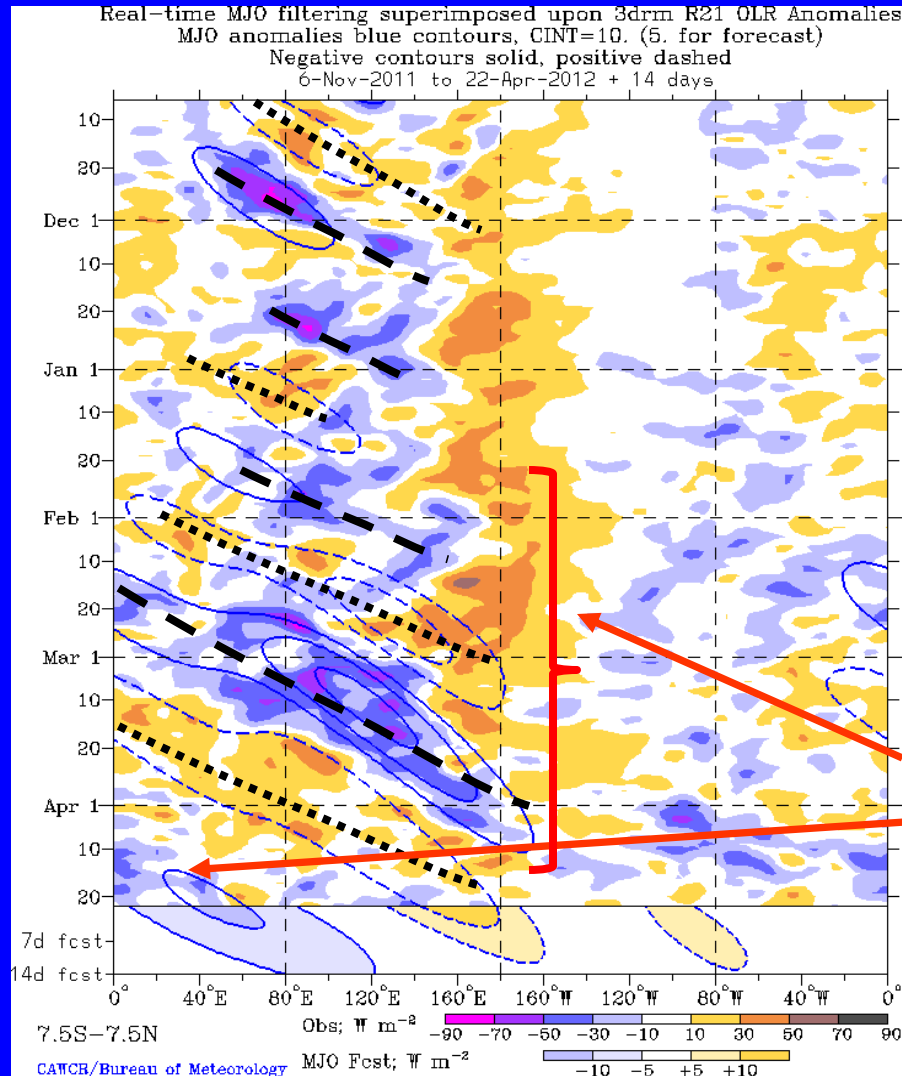 Real-time MJO filtering superimposed upon 3drm R21 OLR Anomalies
MJO anomalies blue contours, CINT=10. (5. for forecast)
Negative contours solid, positive dashed
6-Nov-2011 to 22-Apr-2012 + 14 days
10
20
Dec 1
10
20
Jan 1
10
20
Feb 1
10
20
Mar 1
10
20
Apr 1
10
20
7d fcst
14d fcst
0° 40°E 80°E 120°E 160°E 160°W 120°W 80°W 40°W 0°
7.5S-7.5N
Obs; W m⁻²
-90 -70 -50 -30 -10 10 30 50 70 90
CAWCR/Bureau of Meteorology
MJO Fcst; W m⁻²
-10 -5 +5 +10